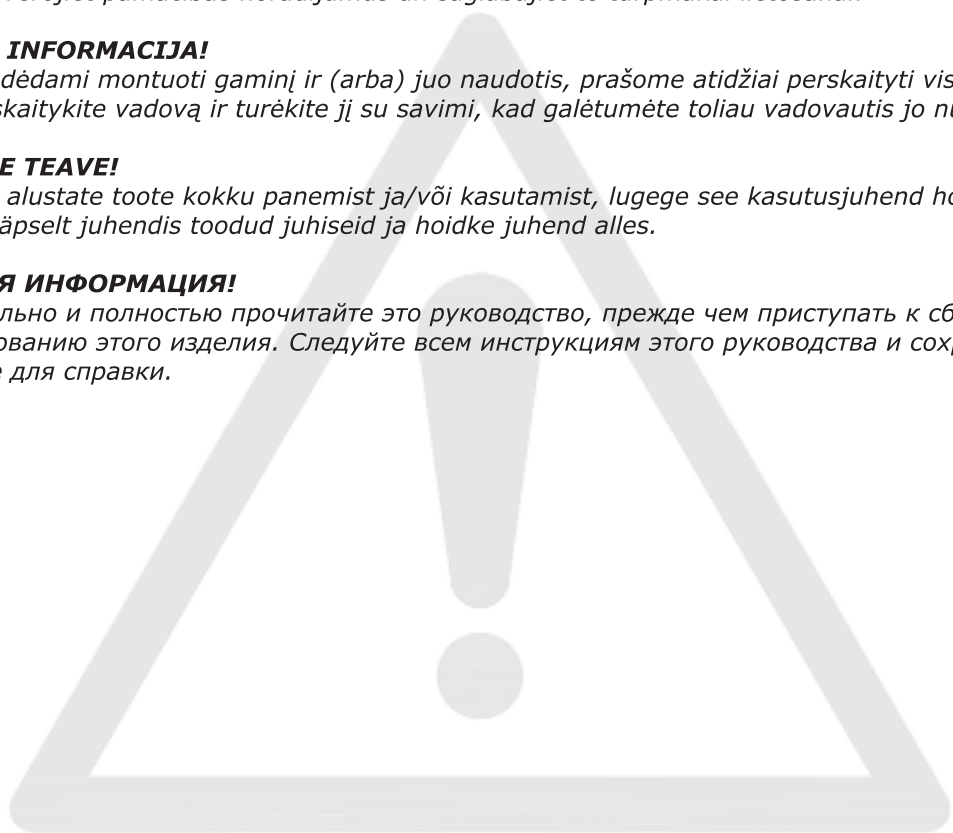 INFORMACIJA!
dėdami montuoti gaminį ir (arba) juo naudotis, prašome atidžiai perskaityti vis
skaitykite vadovą ir turėkite jį su savimi, kad galėtumėte toliau vadovautis jo nu
E TEAVE!
alustate toote kokku panemist ja/või kasutamist, lugege see kasutusjuhend ho
äpselt juhendis toodud juhiseid ja hoidke juhend alles.
Я ИНФОРМАЦИЯ!
льно и полностью прочитайте это руководство, прежде чем приступать к сб
ованию этого изделия. Следуйте всем инструкциям этого руководства и сохр
е для справки.